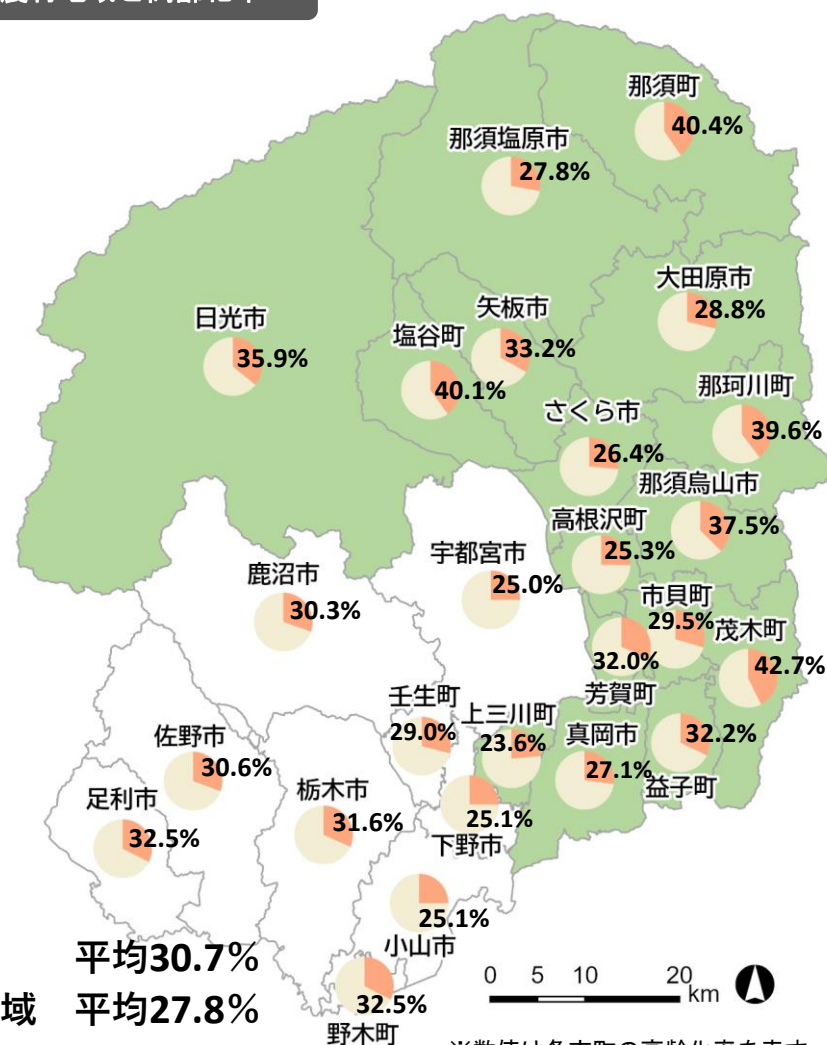 那須町
40.4%
那須塩原市
27.8%
大田原市
28.8%
日光市
35.9%
塩谷町
40.1%
矢板市
33.2%
那珂川町
39.6%
さくら市
26.4%
那須烏山市
37.5%
高根沢町
25.3%
宇都宮市
25.0%
鹿沼市
30.3%
市貝町
29.5%
茂木町
42.7%
32.0%
芳賀町
壬生町
29.0%
上三川町
23.6%
真岡市
27.1%
32.2%
益子町
佐野市
30.6%
足利市
32.5%
栃木市
31.6%
25.1%
下野市
25.1%
小山市
32.5%
野木町
平均30.7%
域 平均27.8%
0 5 10 20 km